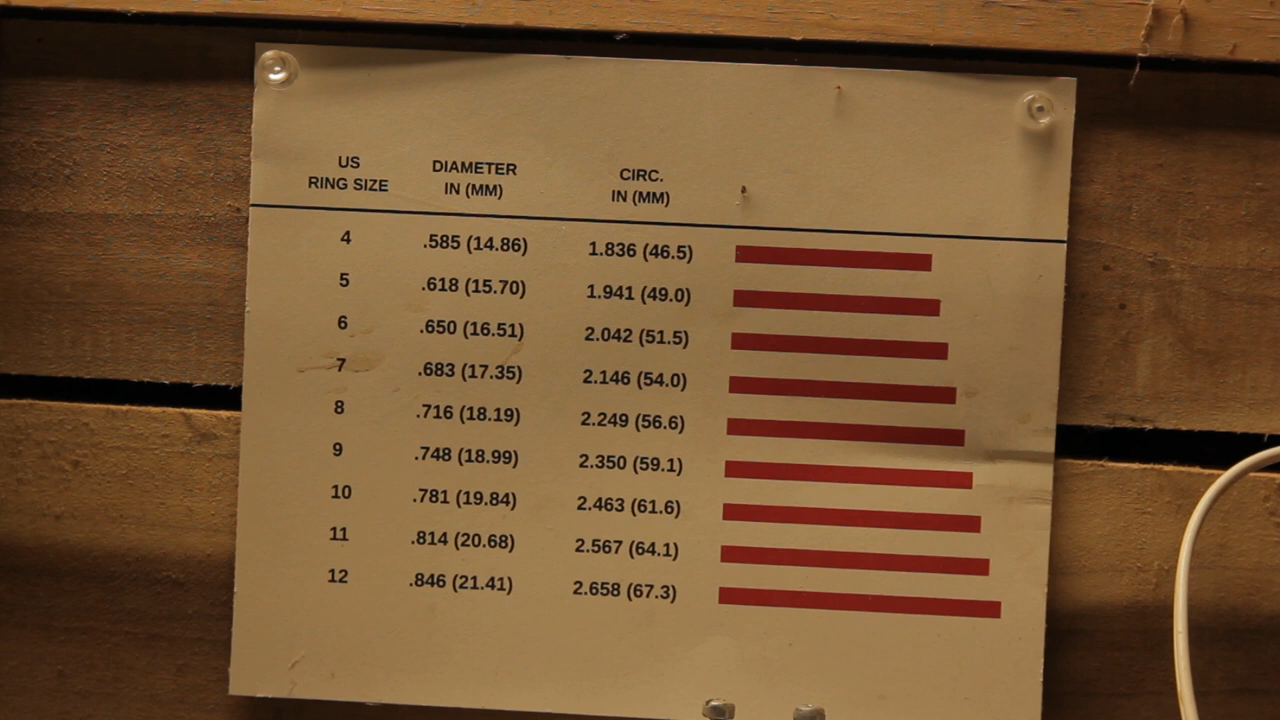 US RING SIZE DIAMETER IN (MM) CIRC. IN (MM)
4 .585 (14.86) 1.836 (46.5)
5 .618 (15.70) 1.941 (49.0)
6 .650 (16.51) 2.042 (51.5)
7 .683 (17.35) 2.146 (54.0)
8 .716 (18.19) 2.249 (56.6)
9 .748 (18.99) 2.350 (59.1)
10 .781 (19.84) 2.463 (61.6)
11 .814 (20.68) 2.567 (64.1)
12 .846 (21.41) 2.658 (67.3)